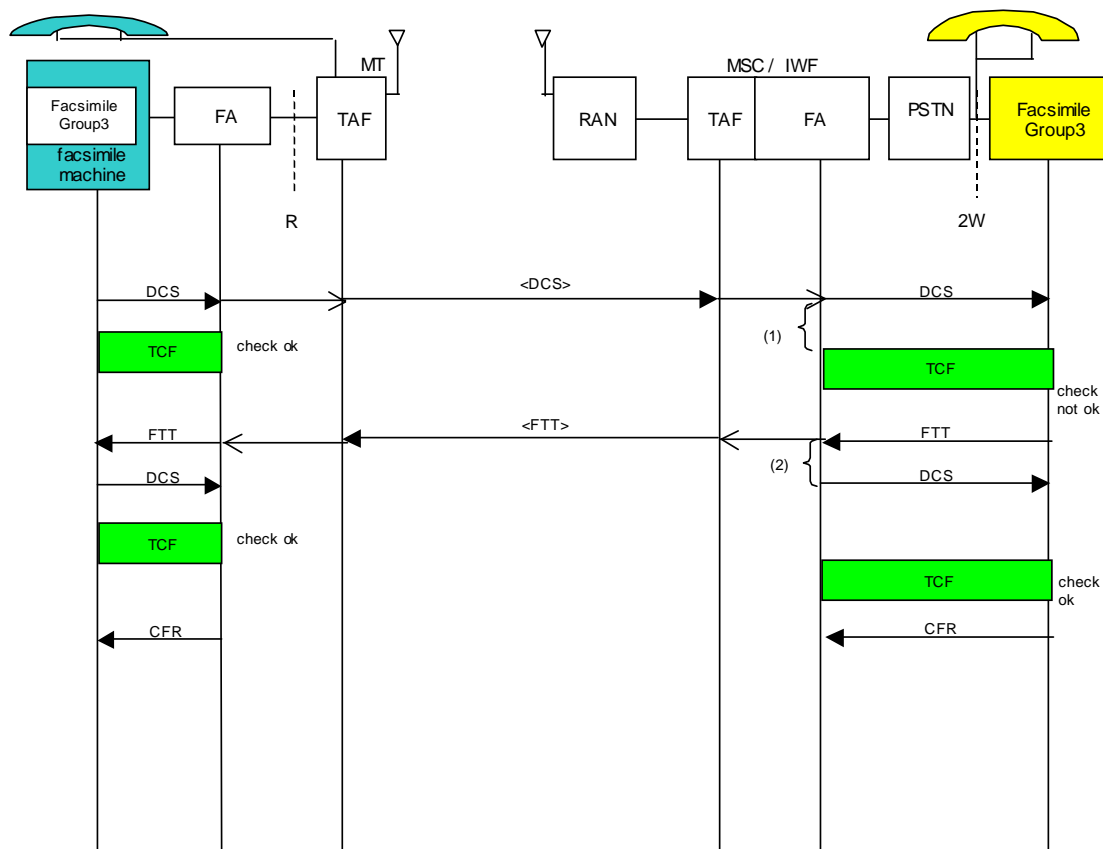 MT
MSC / IWF
Facsimile
Group3
facsimile
machine
FA
TAF
RAN
TAF
FA
PSTN
Facsimile
Group3
R
2W
DCS
<DCS>
DCS
(1)
TCF
check ok
TCF
check
not ok
FTT
<FTT>
FTT
(2)
DCS
DCS
TCF
check ok
TCF
check
ok
CFR
CFR